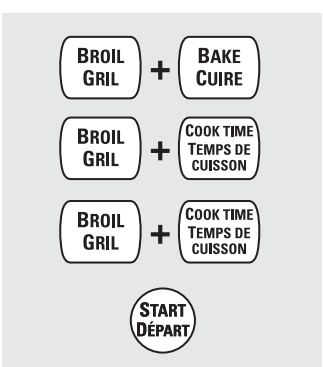 BROIL + BAKE
GRIL CUIRE
BROIL + COOK TIME
GRIL TEMPS DE
CUISSON
BROIL + COOK TIME
GRIL TEMPS DE
CUISSON
START
DÉPART